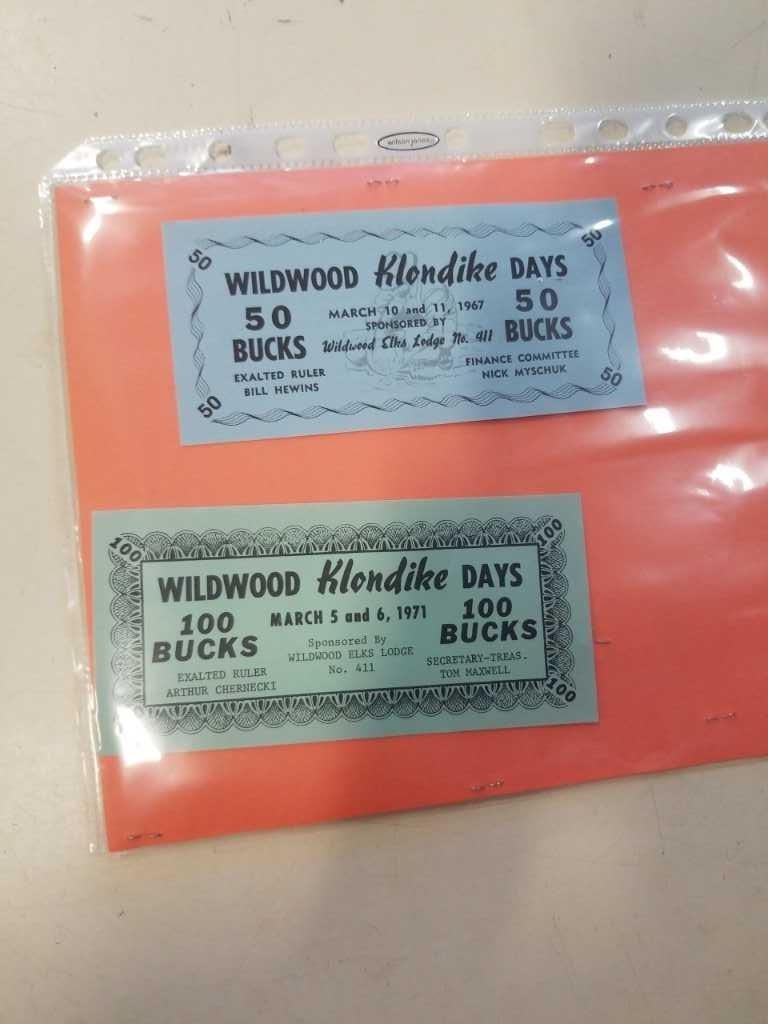 wilson jones
50 50
WILDWOOD Klondike DAYS
MARCH 10 and 11, 1967
50 BUCKS
SPONSORED BY
Wildwood Elks Lodge No. 411
50 BUCKS
EXALTED RULER
BILL HEWINS
FINANCE COMMITTEE
NICK MYSCHUK
50 50
100 100
WILDWOOD Klondike DAYS
MARCH 5 and 6, 1971
100 BUCKS
Sponsored By
WILDWOOD ELKS LODGE
No. 411
100 BUCKS
EXALTED RULER
ARTHUR CHERNECKI
SECRETARY-TREAS.
TOM MAXWELL
100